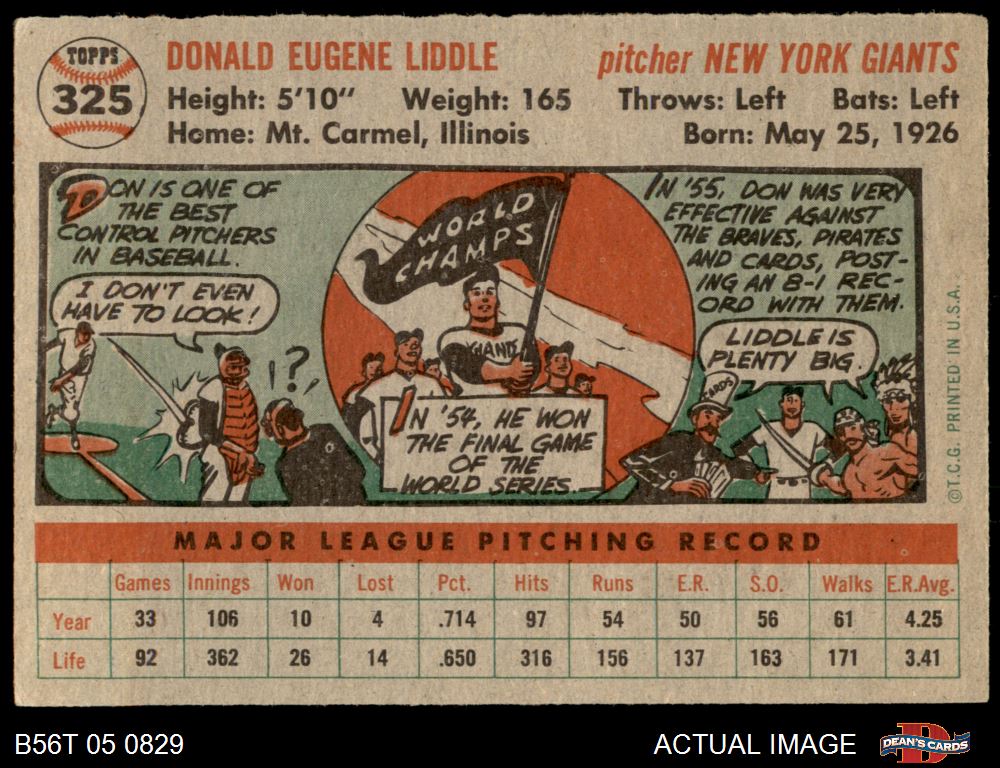 TOPPS
325
DONALD EUGENE LIDDLE
pitcher NEW YORK GIANTS
Height: 5'10" Weight: 165 Throws: Left Bats: Left
Home: Mt. Carmel, Illinois Born: May 25, 1926
DON IS ONE OF
THE BEST
CONTROL PITCHERS
IN BASEBALL.
I DON'T EVEN
HAVE TO LOOK!
!?
WORLD
CHAMPS
GIANTS
IN '54, HE WON
THE FINAL GAME
OF THE
WORLD SERIES.
IN '55, DON WAS VERY
EFFECTIVE AGAINST
THE BRAVES, PIRATES
AND CARDS, POST-
ING AN 8-1 REC-
ORD WITH THEM.
LIDDLE IS
PLENTY BIG.
CARDS
©T.C.G. PRINTED IN U.S.A.
MAJOR LEAGUE PITCHING RECORD
Games Innings Won Lost Pct. Hits Runs E.R. S.O. Walks E.R.Avg.
Year 33 106 10 4 .714 97 54 50 56 61 4.25
Life 92 362 26 14 .650 316 156 137 163 171 3.41
B56T 05 0829
ACTUAL IMAGE
DEAN'S CARDS